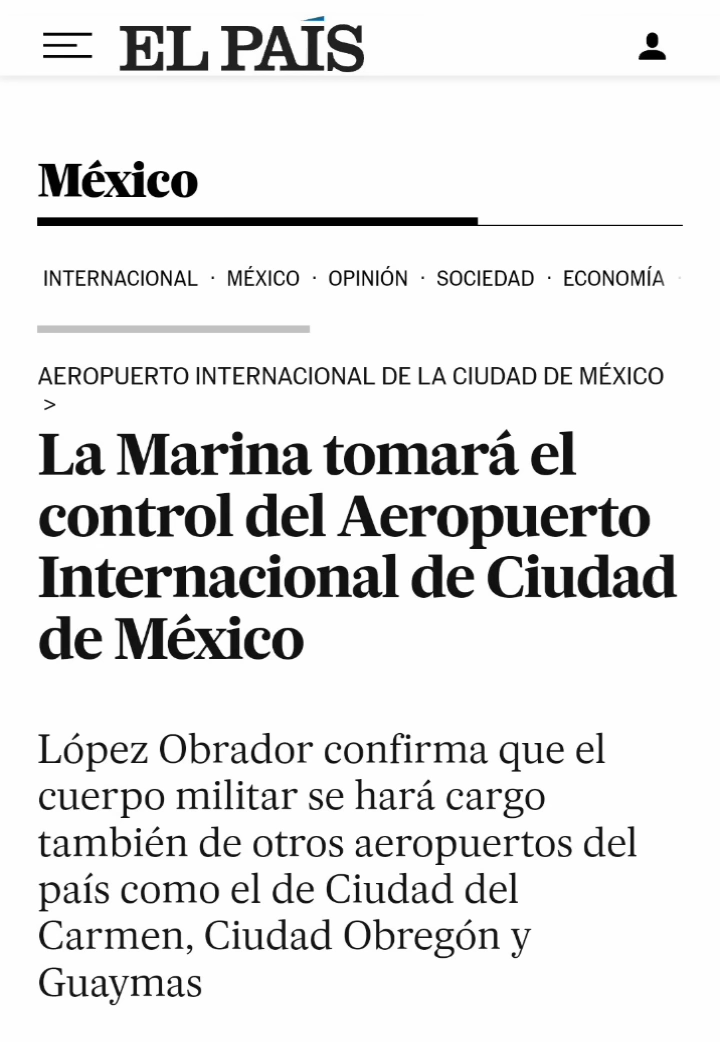 EL PAÍS
México
INTERNACIONAL · MÉXICO · OPINIÓN · SOCIEDAD · ECONOMÍA ·
AEROPUERTO INTERNACIONAL DE LA CIUDAD DE MÉXICO
>
La Marina tomará el
control del Aeropuerto
Internacional de Ciudad
de México
López Obrador confirma que el
cuerpo militar se hará cargo
también de otros aeropuertos del
país como el de Ciudad del
Carmen, Ciudad Obregón y
Guaymas